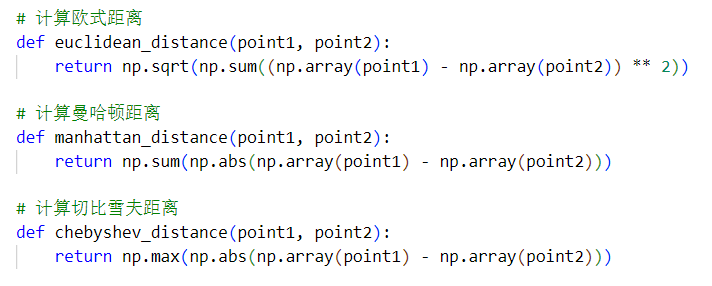 # 计算欧式距离
def euclidean_distance(point1, point2):
    return np.sqrt(np.sum((np.array(point1) - np.array(point2)) ** 2))
# 计算曼哈顿距离
def manhattan_distance(point1, point2):
    return np.sum(np.abs(np.array(point1) - np.array(point2)))
# 计算切比雪夫距离
def chebyshev_distance(point1, point2):
    return np.max(np.abs(np.array(point1) - np.array(point2)))